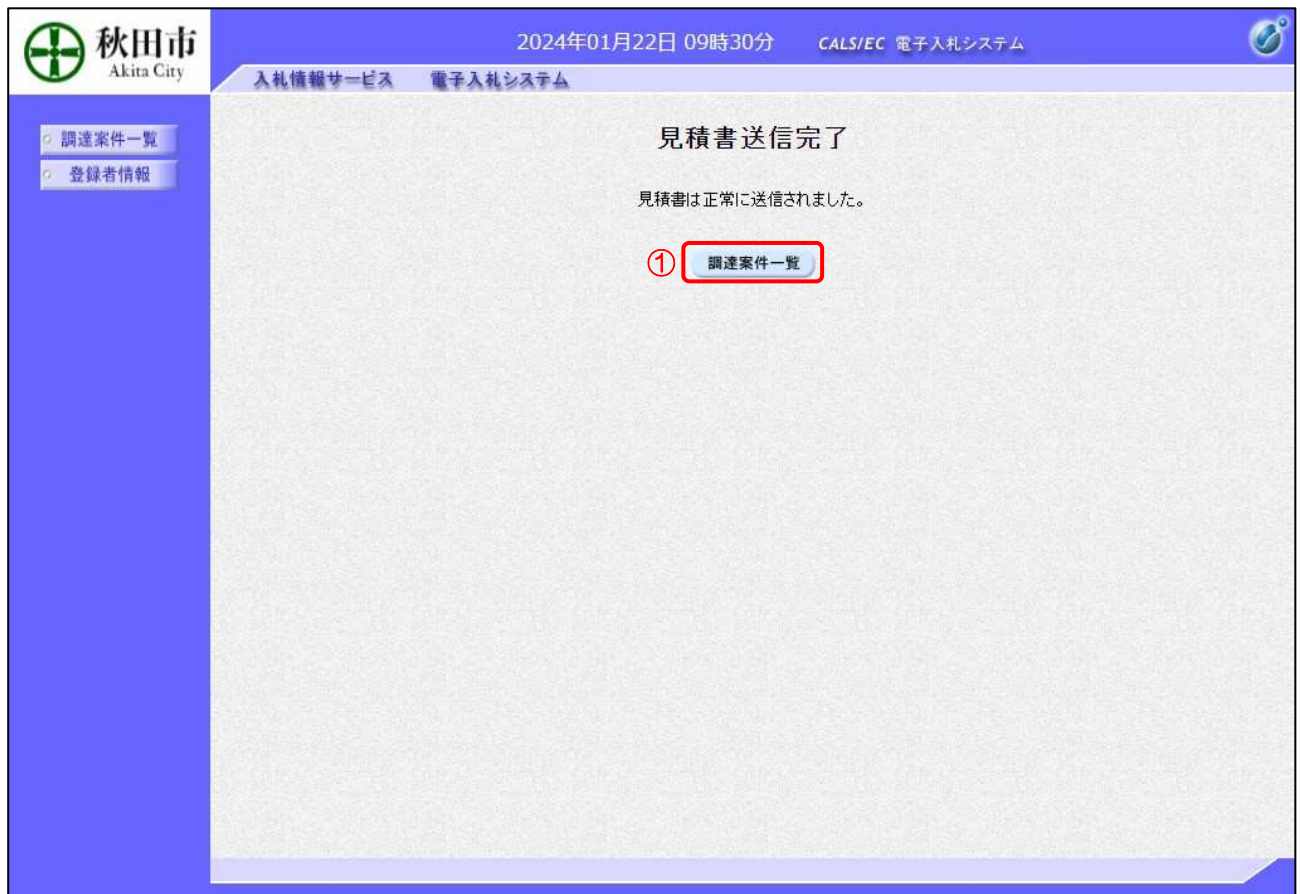 秋田市
Akita City
2024年01月22日 09時30分 CALS/EC 電子入札システム
入札情報サービス 電子入札システム
調達案件一覧
登録者情報
見積書送信完了
見積書は正常に送信されました。
① 調達案件一覧